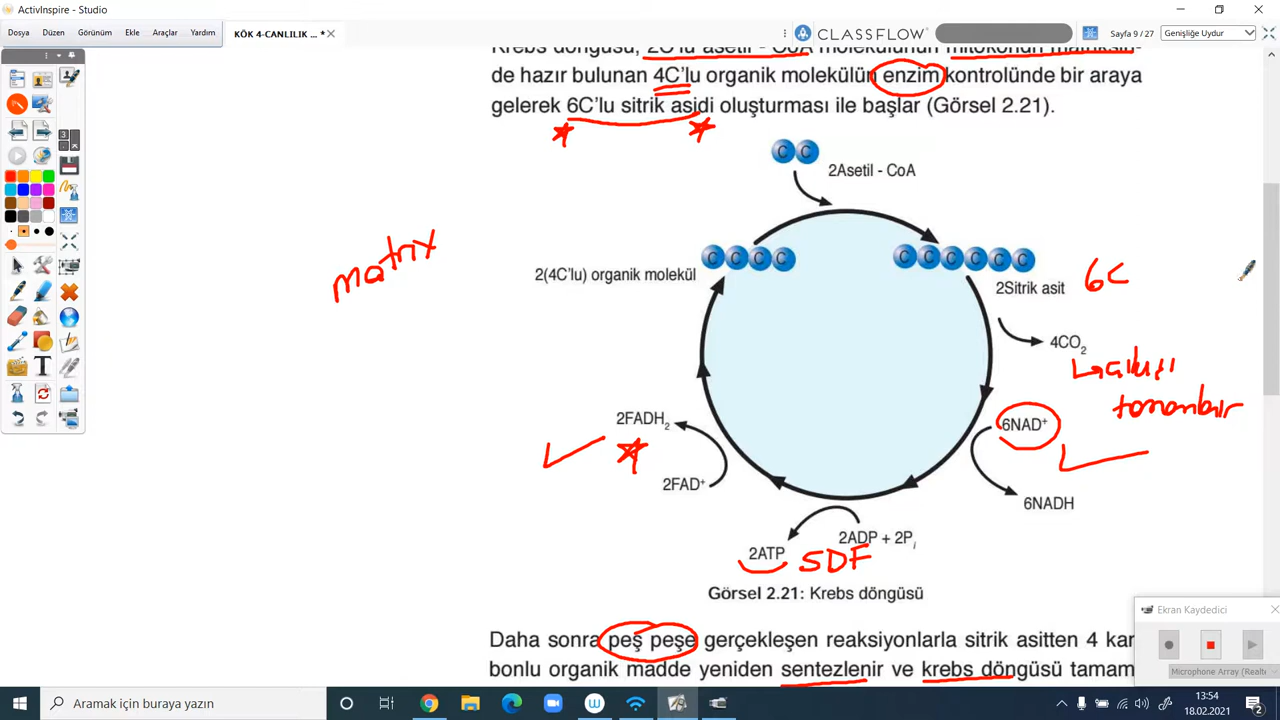 ActivInspire - Studio
Dosya Düzen Görünüm Ekle Araçlar Yardım
KÖK 4-CANLILIK ...*
CLASSFLOW
Sayfa 9 / 27
Genişliğine Uydur
Krebs döngüsü, 2C'lu asetil - CoA molekülünün mitokondri matriksin-
de hazır bulunan 4C'lu organik molekülün enzim kontrolünde bir araya
gelerek 6C'lu sitrik asidi oluşturması ile başlar (Görsel 2.21).
C C
2Asetil - CoA
matrix
C C C C
C C C C C C
2(4C'lu) organik molekül
2Sitrik asit
6C
4CO2
tamamdır
2FADH2
6NAD+
2FAD+
6NADH
2ADP + 2Pi
2ATP
SDF
Görsel 2.21: Krebs döngüsü
Daha sonra peş peşe gerçekleşen reaksiyonlarla sitrik asitten 4 kar
bonlu organik madde yeniden sentezlenir ve krebs döngüsü tamam
3
T
Ekran Kaydedici
Microphone Array (Realte
Aramak için buraya yazın
W
13:54
18.02.2021
2